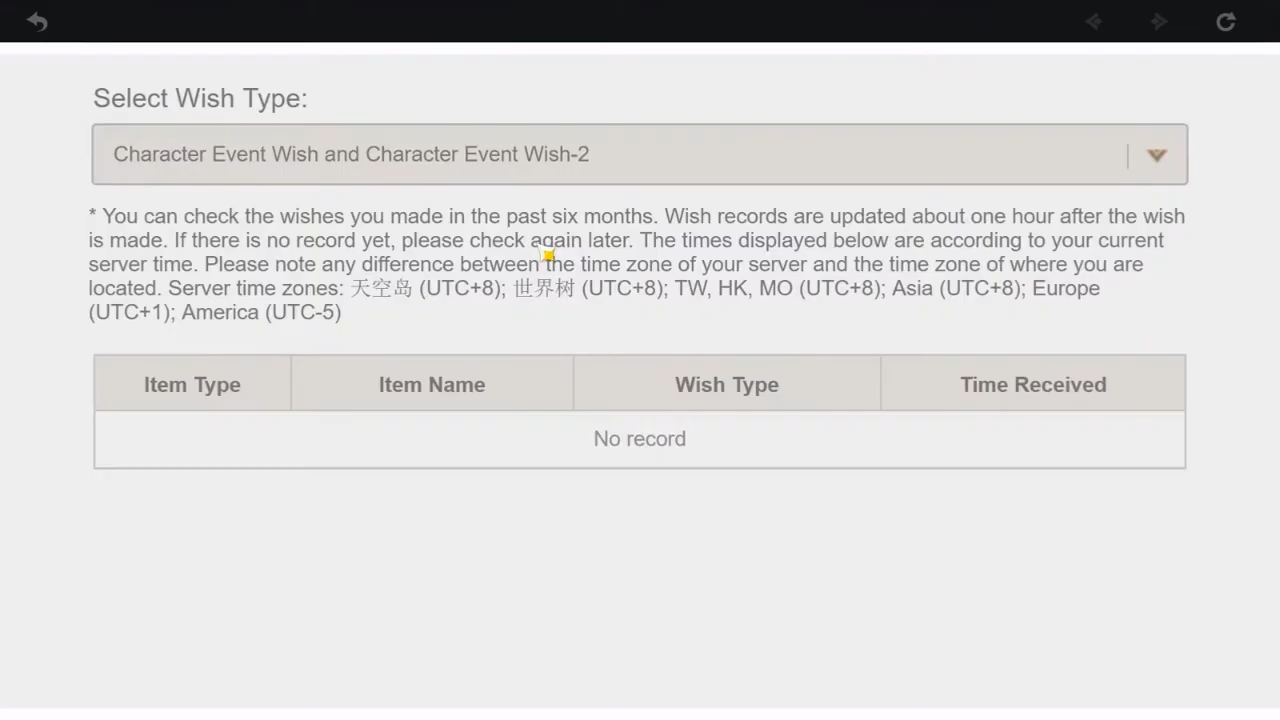 Select Wish Type:
Character Event Wish and Character Event Wish-2
* You can check the wishes you made in the past six months. Wish records are updated about one hour after the wish
is made. If there is no record yet, please check again later. The times displayed below are according to your current
server time. Please note any difference between the time zone of your server and the time zone of where you are
located. Server time zones: 天空岛 (UTC+8); 世界树 (UTC+8); TW, HK, MO (UTC+8); Asia (UTC+8); Europe
(UTC+1); America (UTC-5)
Item Type Item Name Wish Type Time Received
No record